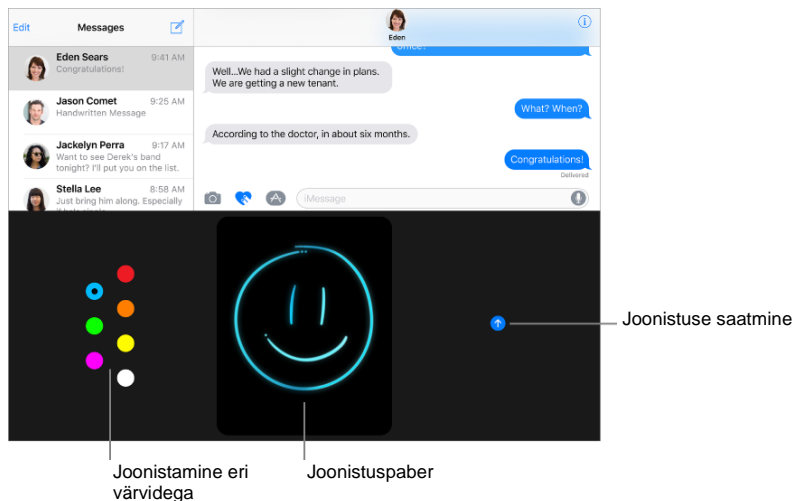 Edit
Messages
Eden Sears
9:41 AM
Congratulations!
Jason Comet
9:25 AM
Handwritten Message
Jackelyn Perra
9:17 AM
Want to see Derek's band
tonight? I'll put you on the list.
Stella Lee
8:58 AM
Just bring him along. Especially
Eden
office?
Well...We had a slight change in plans.
We are getting a new tenant.
What? When?
According to the doctor, in about six months.
Congratulations!
Delivered
iMessage
Joonistuse saatmine
Joonistamine eri
värvidega
Joonistuspaber